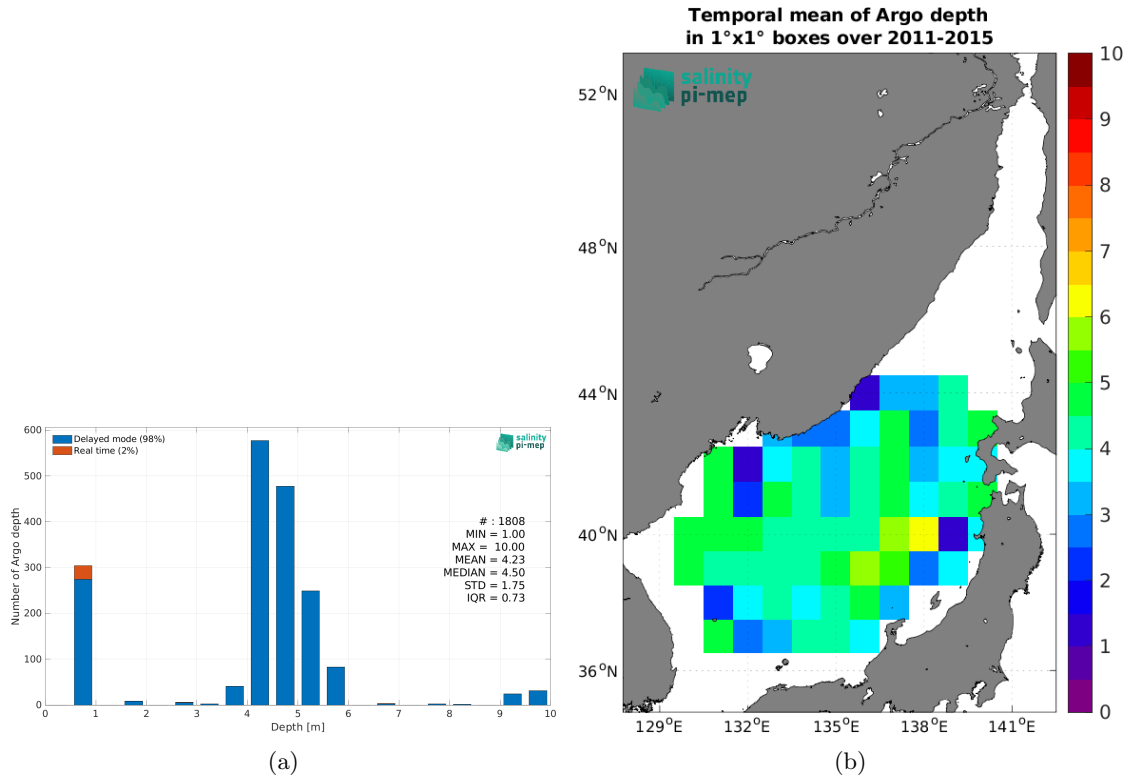 Temporal mean of Argo depth
in 1°x1° boxes over 2011-2015
salinity
pi-mep
52°N
48°N
44°N
40°N
36°N
129°E
132°E
135°E
138°E
141°E
10
9
8
7
6
5
4
3
2
1
0
Delayed mode (98%)
Real time (2%)
salinity
pi-mep
# : 1808
MIN = 1.00
MAX = 10.00
MEAN = 4.23
MEDIAN = 4.50
STD = 1.75
IQR = 0.73
Number of Argo depth
600
500
400
300
200
100
0
0 1 2 3 4 5 6 7 8 9 10
Depth [m]
(a)
(b)